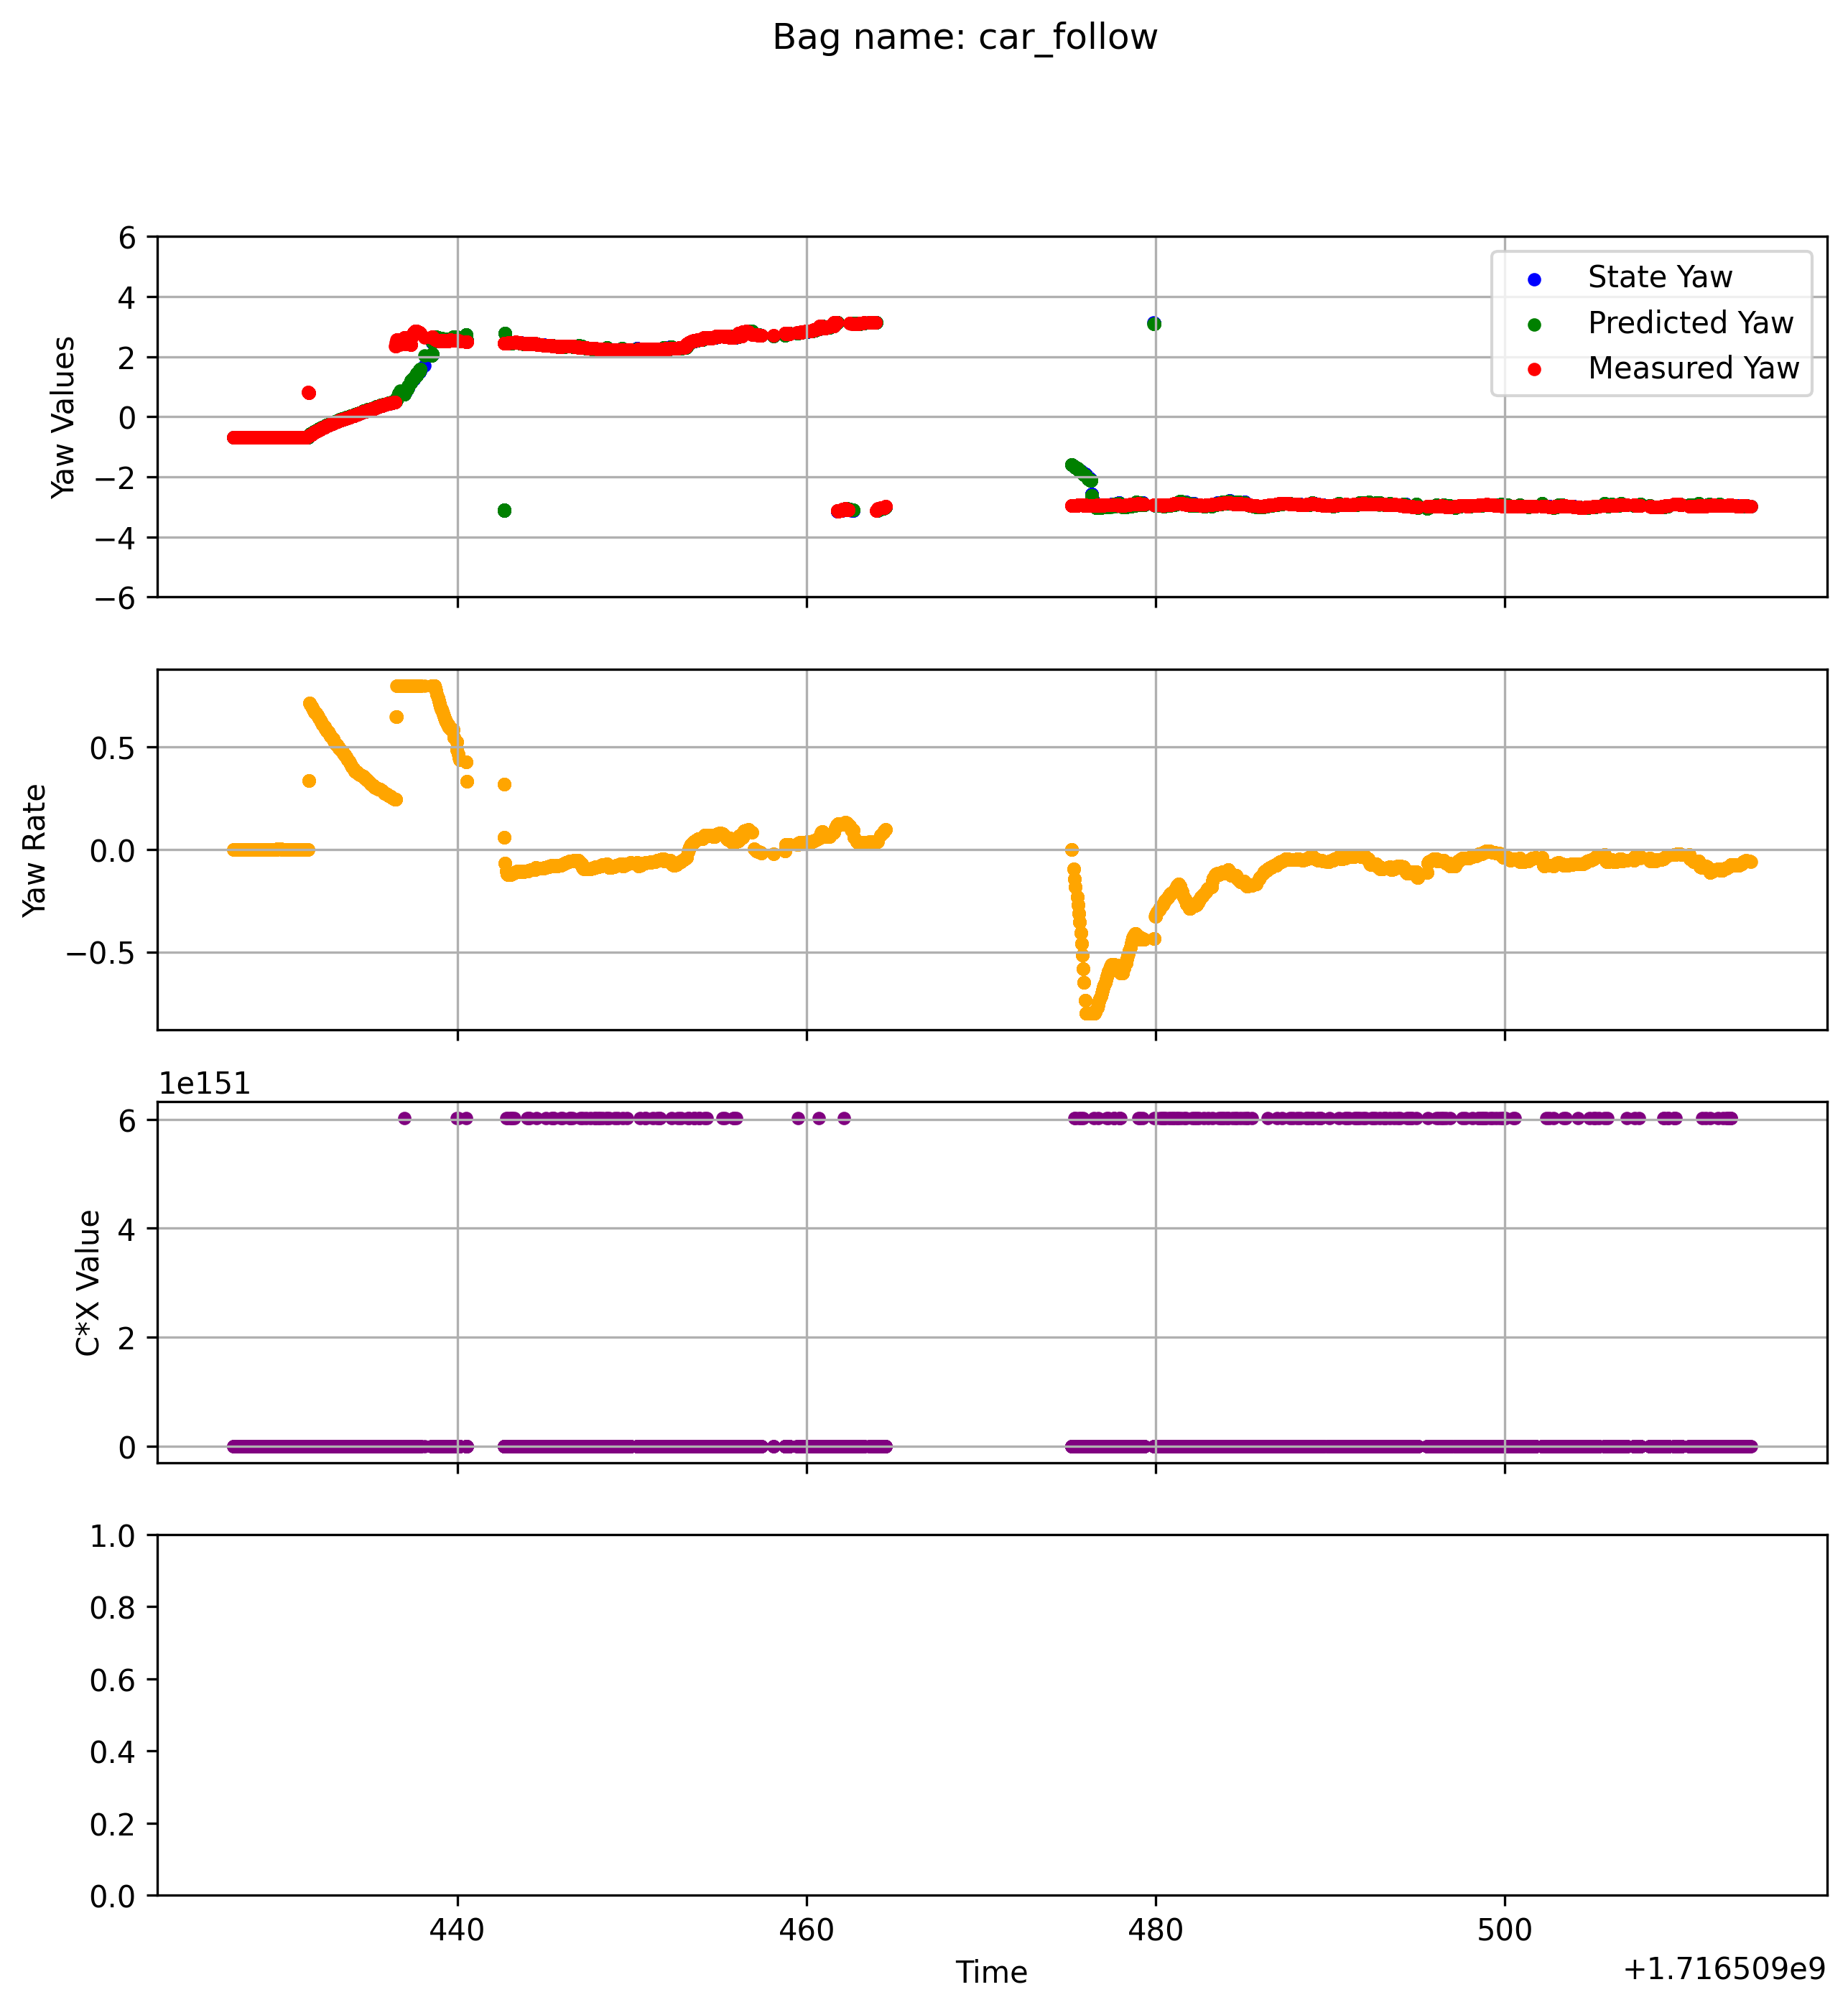 Bag name: car_follow
6
4
2
0
−2
−4
−6
Yaw Values
State Yaw
Predicted Yaw
Measured Yaw
0.5
0.0
−0.5
Yaw Rate
1e151
6
4
2
0
C*X Value
1.0
0.8
0.6
0.4
0.2
0.0
440 460 480 500
Time
+1.716509e9